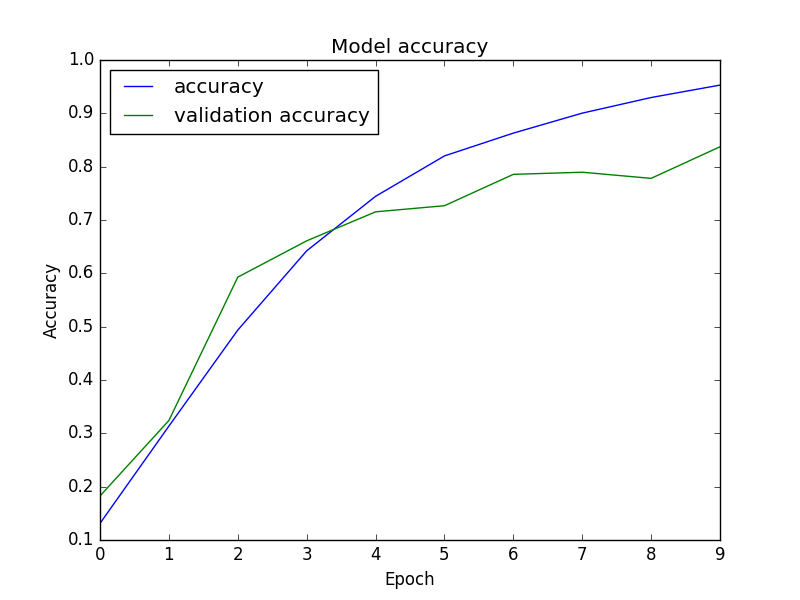 Model accuracy
accuracy
validation accuracy
1.0
0.9
0.8
0.7
0.6
0.5
0.4
0.3
0.2
0.1
Accuracy
0 1 2 3 4 5 6 7 8 9
Epoch